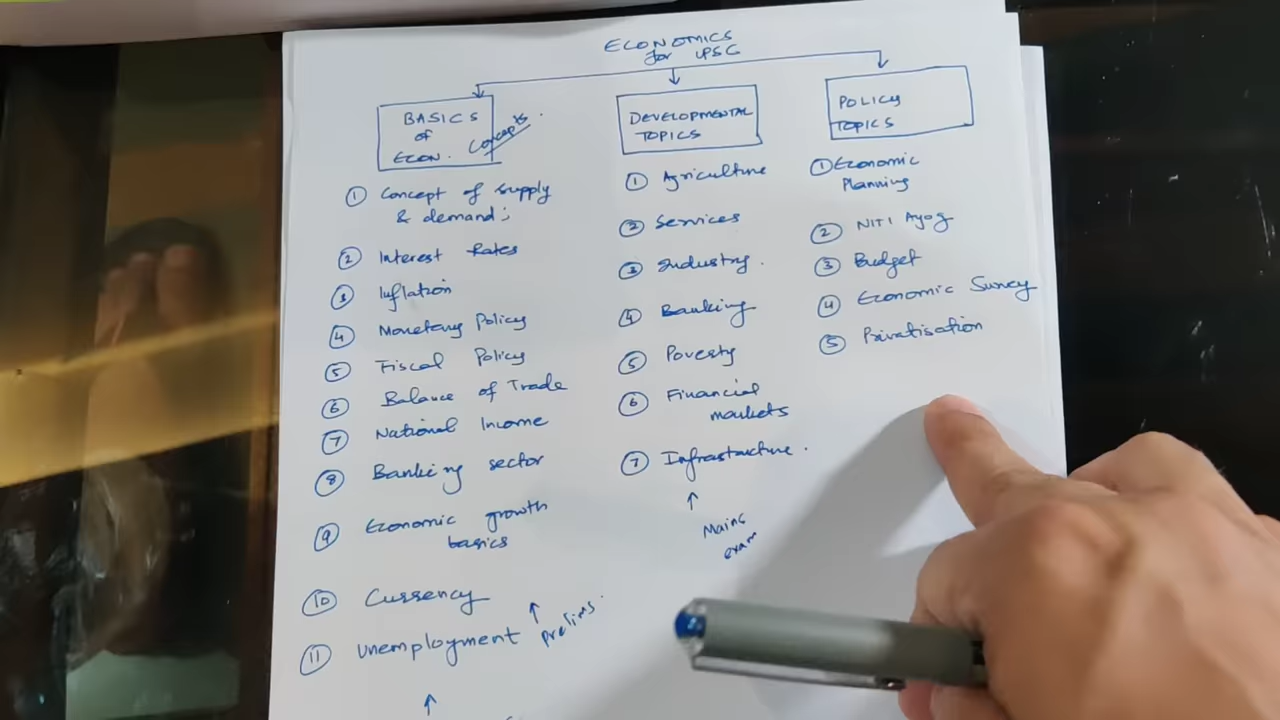 ECONOMICS
for UPSC
BASICS
of
ECON. Concepts.
① Concept of supply
& demand;
② Interest Rates
③ Inflation
④ Monetary Policy
⑤ Fiscal Policy
⑥ Balance of Trade
⑦ National Income
⑧ Banking sector
⑨ Economic growth
basics
⑩ Currency
⑪ Unemployment
↑
prelims.
↑
DEVELOPMENTAL
TOPICS
① Agriculture
② Services
③ Industry.
④ Banking
⑤ Poverty
⑥ Financial
markets
⑦ Infrastructure.
↑
Mains
exam
POLICY
TOPICS
① Economic
Planning
② NITI Ayog
③ Budget
④ Economic Survey
⑤ Privatisation